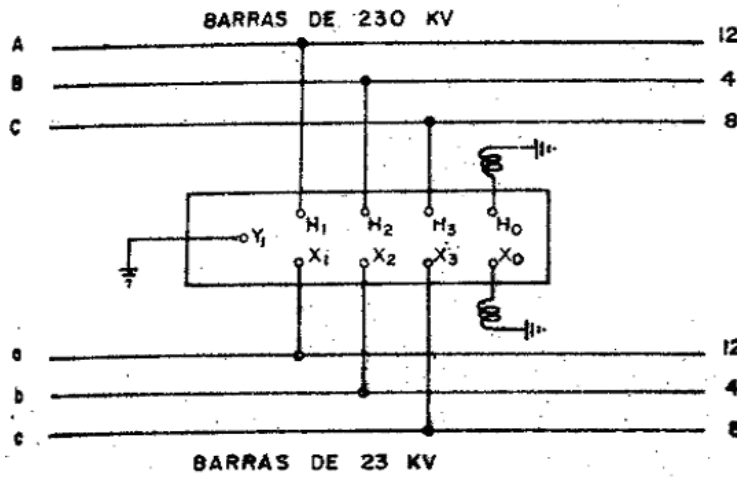 BARRAS DE 230 KV
A 12
B 4
C 8
H1 H2 H3 H0
Y1
X1 X2 X3 X0
a 12
b 4
c 8
BARRAS DE 23 KV